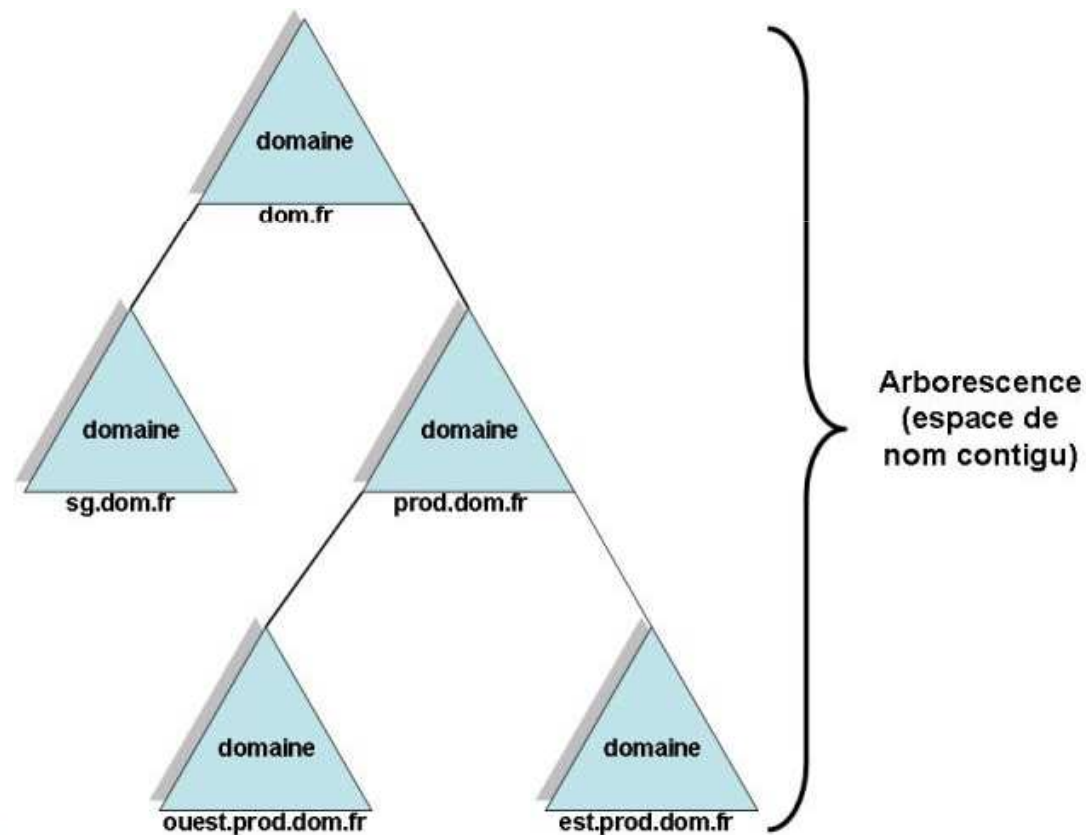 domaine
dom.fr
domaine
sg.dom.fr
domaine
prod.dom.fr
Arborescence
(espace de
nom contigu)
domaine
ouest.prod.dom.fr
domaine
est.prod.dom.fr